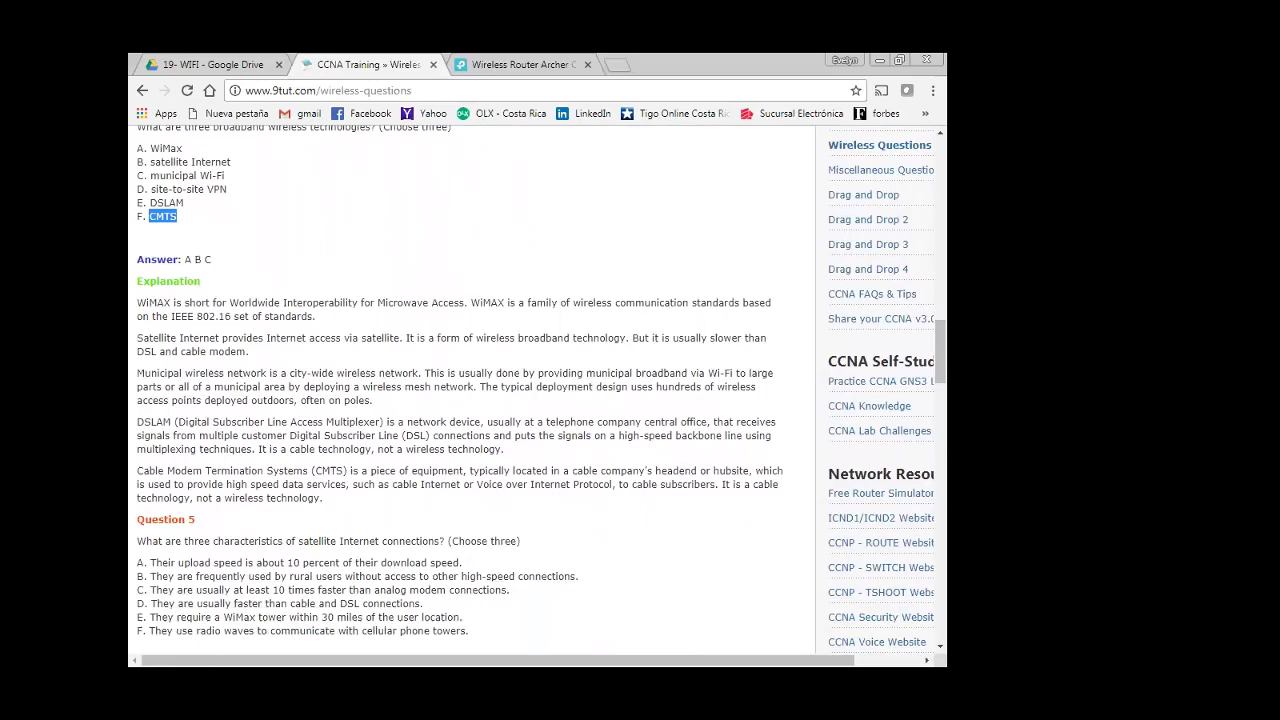 19- WIFI - Google Drive
CCNA Training » Wireles
Wireless Router Archer C
Evelyn
www.9tut.com/wireless-questions
Apps
Nueva pestaña
gmail
Facebook
Yahoo
OLX - Costa Rica
LinkedIn
Tigo Online Costa Ri
Sucursal Electrónica
forbes
»
What are three broadband wireless technologies? (Choose three)
A. WiMax
B. satellite Internet
C. municipal Wi-Fi
D. site-to-site VPN
E. DSLAM
F. CMTS
Answer: A B C
Explanation
WiMAX is short for Worldwide Interoperability for Microwave Access. WiMAX is a family of wireless communication standards based
on the IEEE 802.16 set of standards.
Satellite Internet provides Internet access via satellite. It is a form of wireless broadband technology. But it is usually slower than
DSL and cable modem.
Municipal wireless network is a city-wide wireless network. This is usually done by providing municipal broadband via Wi-Fi to large
parts or all of a municipal area by deploying a wireless mesh network. The typical deployment design uses hundreds of wireless
access points deployed outdoors, often on poles.
DSLAM (Digital Subscriber Line Access Multiplexer) is a network device, usually at a telephone company central office, that receives
signals from multiple customer Digital Subscriber Line (DSL) connections and puts the signals on a high-speed backbone line using
multiplexing techniques. It is a cable technology, not a wireless technology.
Cable Modem Termination Systems (CMTS) is a piece of equipment, typically located in a cable company's headend or hubsite, which
is used to provide high speed data services, such as cable Internet or Voice over Internet Protocol, to cable subscribers. It is a cable
technology, not a wireless technology.
Question 5
What are three characteristics of satellite Internet connections? (Choose three)
A. Their upload speed is about 10 percent of their download speed.
B. They are frequently used by rural users without access to other high-speed connections.
C. They are usually at least 10 times faster than analog modem connections.
D. They are usually faster than cable and DSL connections.
E. They require a WiMax tower within 30 miles of the user location.
F. They use radio waves to communicate with cellular phone towers.
Wireless Questions
Miscellaneous Questio
Drag and Drop
Drag and Drop 2
Drag and Drop 3
Drag and Drop 4
CCNA FAQs & Tips
Share your CCNA v3.0
CCNA Self-Stud
Practice CCNA GNS3 L
CCNA Knowledge
CCNA Lab Challenges
Network Resou
Free Router Simulator
ICND1/ICND2 Website
CCNP - ROUTE Websit
CCNP - SWITCH Webs
CCNP - TSHOOT Webs
CCNA Security Websit
CCNA Voice Website